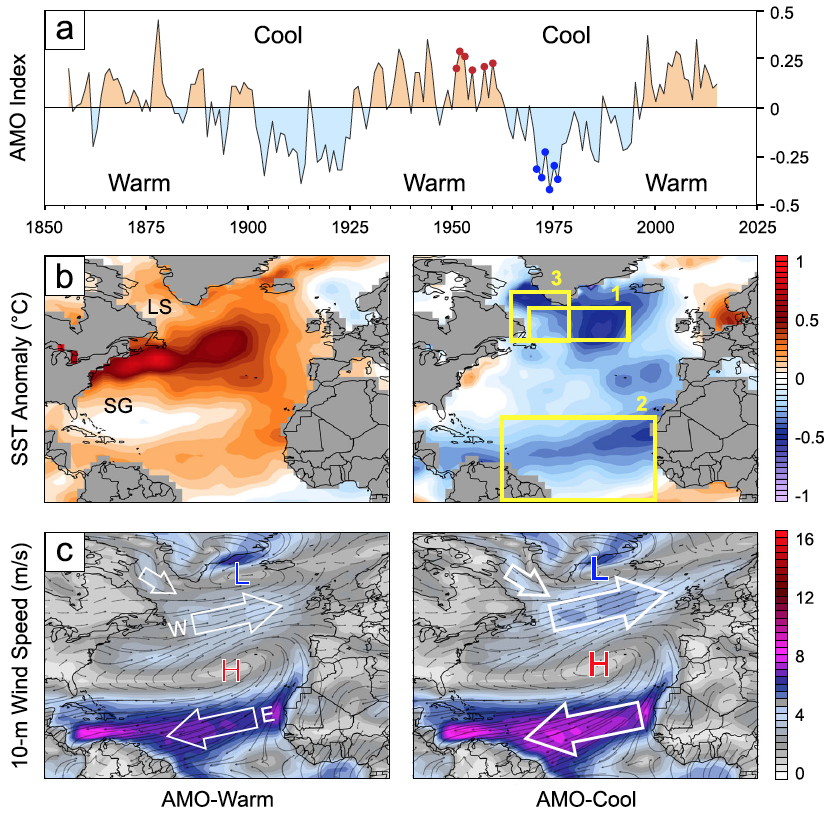 a
AMO Index
Cool
Cool
Warm
Warm
Warm
0.5
0.25
0
-0.25
-0.5
1850
1875
1900
1925
1950
1975
2000
2025
b
SST Anomaly (°C)
LS
SG
3
1
2
1
0.5
0
-0.5
-1
c
10-m Wind Speed (m/s)
L
W
H
E
L
H
16
12
8
4
0
AMO-Warm
AMO-Cool